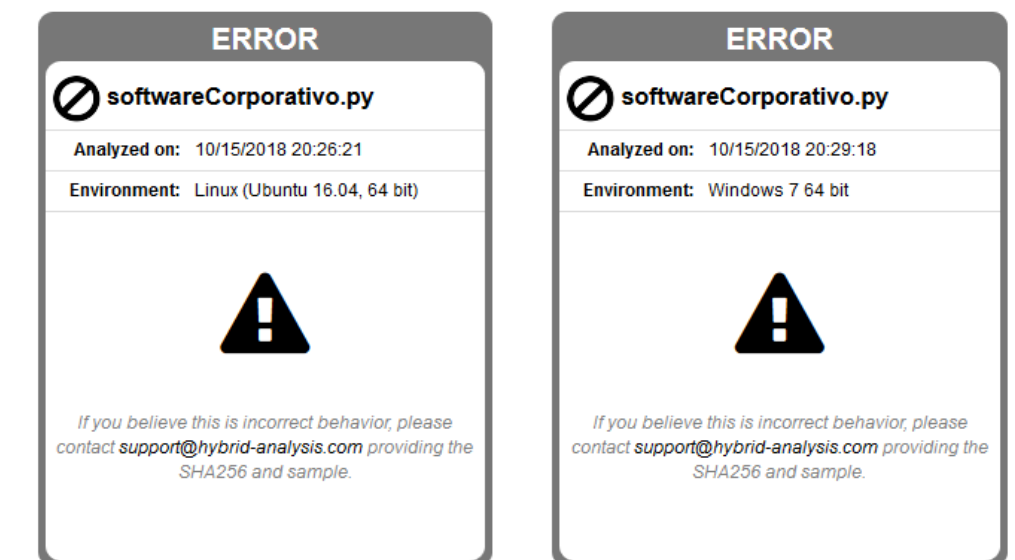 ERROR
softwareCorporativo.py
Analyzed on: 10/15/2018 20:26:21
Environment: Linux (Ubuntu 16.04, 64 bit)
If you believe this is incorrect behavior, please
contact support@hybrid-analysis.com providing the
SHA256 and sample.
ERROR
softwareCorporativo.py
Analyzed on: 10/15/2018 20:29:18
Environment: Windows 7 64 bit
If you believe this is incorrect behavior, please
contact support@hybrid-analysis.com providing the
SHA256 and sample.